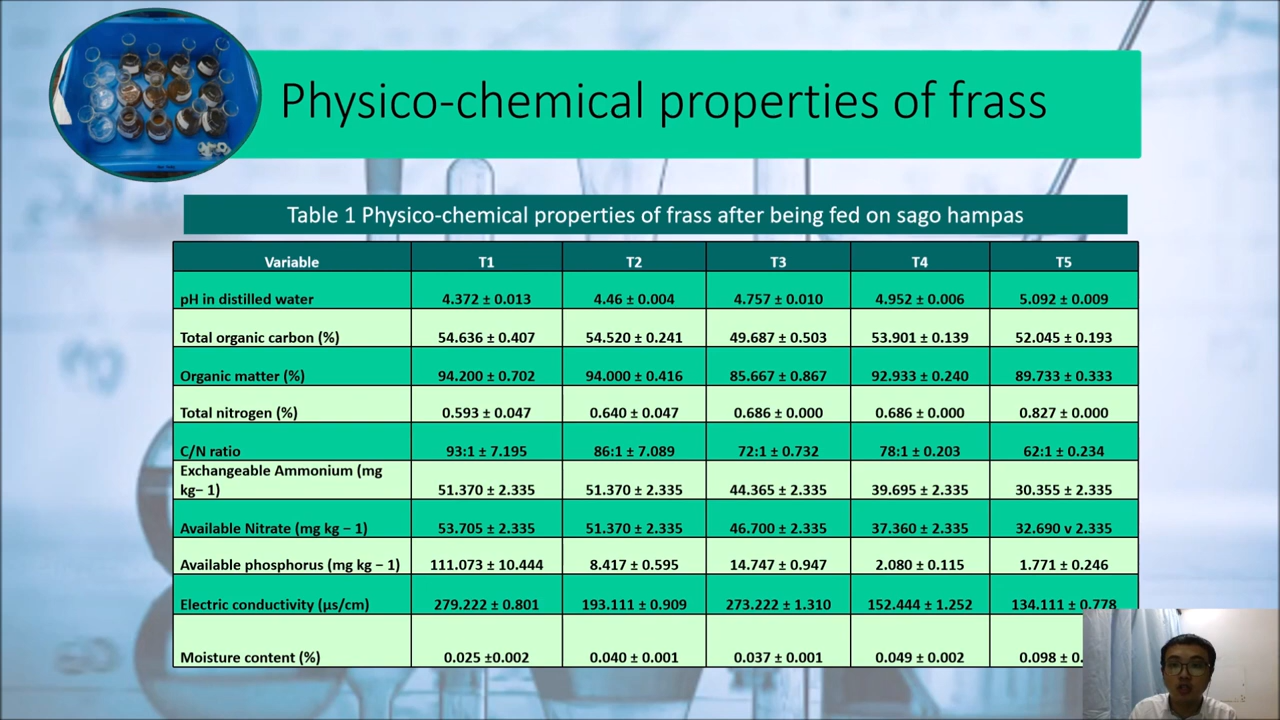 Physico-chemical properties of frass
Table 1 Physico-chemical properties of frass after being fed on sago hampas
Variable T1 T2 T3 T4 T5
pH in distilled water 4.372 ± 0.013 4.46 ± 0.004 4.757 ± 0.010 4.952 ± 0.006 5.092 ± 0.009
Total organic carbon (%) 54.636 ± 0.407 54.520 ± 0.241 49.687 ± 0.503 53.901 ± 0.139 52.045 ± 0.193
Organic matter (%) 94.200 ± 0.702 94.000 ± 0.416 85.667 ± 0.867 92.933 ± 0.240 89.733 ± 0.333
Total nitrogen (%) 0.593 ± 0.047 0.640 ± 0.047 0.686 ± 0.000 0.686 ± 0.000 0.827 ± 0.000
C/N ratio 93:1 ± 7.195 86:1 ± 7.089 72:1 ± 0.732 78:1 ± 0.203 62:1 ± 0.234
Exchangeable Ammonium (mg
kg− 1) 51.370 ± 2.335 51.370 ± 2.335 44.365 ± 2.335 39.695 ± 2.335 30.355 ± 2.335
Available Nitrate (mg kg − 1) 53.705 ± 2.335 51.370 ± 2.335 46.700 ± 2.335 37.360 ± 2.335 32.690 v 2.335
Available phosphorus (mg kg − 1) 111.073 ± 10.444 8.417 ± 0.595 14.747 ± 0.947 2.080 ± 0.115 1.771 ± 0.246
Electric conductivity (µs/cm) 279.222 ± 0.801 193.111 ± 0.909 273.222 ± 1.310 152.444 ± 1.252 134.111 ± 0.778
Moisture content (%) 0.025 ±0.002 0.040 ± 0.001 0.037 ± 0.001 0.049 ± 0.002 0.098 ± 0.